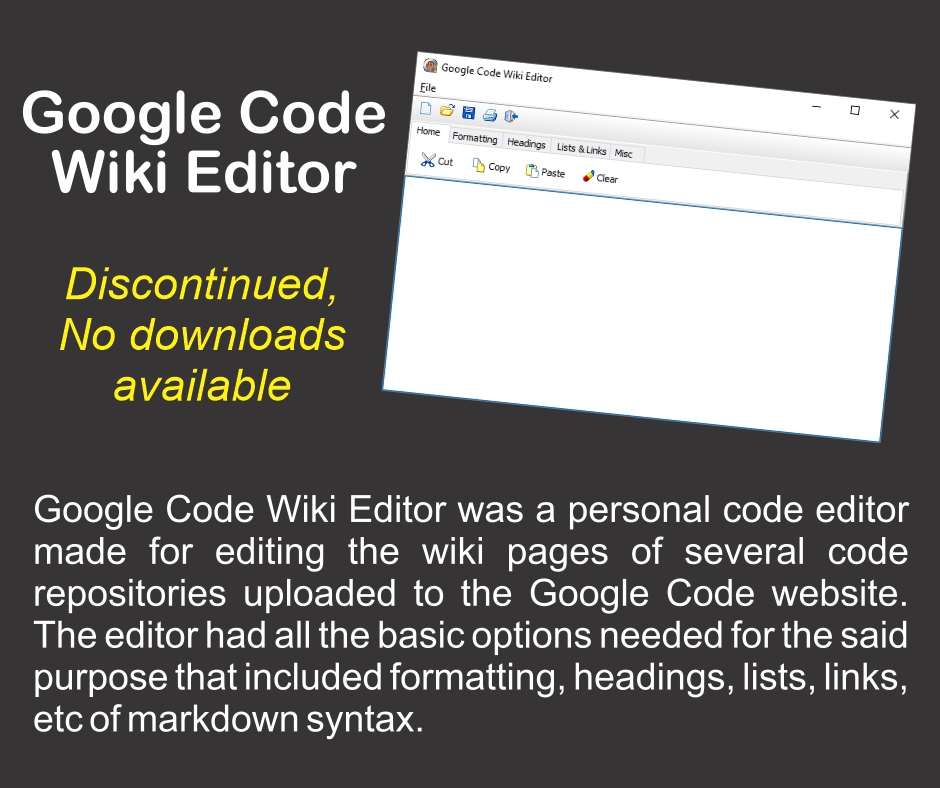 Google Code
Wiki Editor
Discontinued,
No downloads
available
Google Code Wiki Editor
File
Home Formatting Headings Lists & Links Misc
Cut Copy Paste Clear
Google Code Wiki Editor was a personal code editor
made for editing the wiki pages of several code
repositories uploaded to the Google Code website.
The editor had all the basic options needed for the said
purpose that included formatting, headings, lists, links,
etc of markdown syntax.